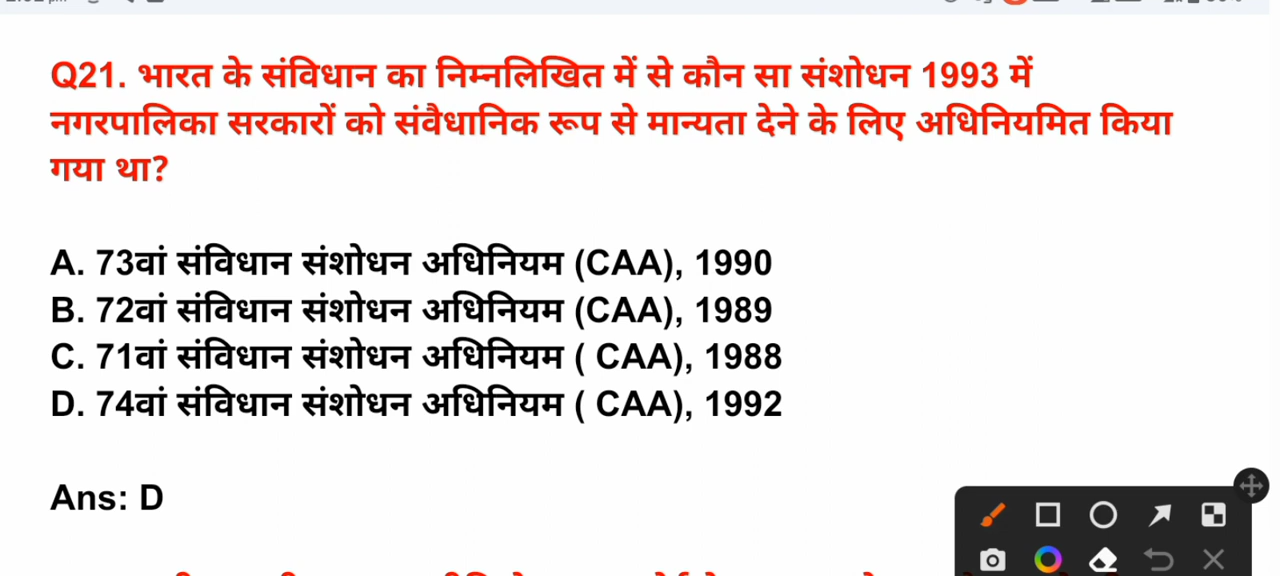 Q21. भारत के संविधान का निम्नलिखित में से कौन सा संशोधन 1993 में
नगरपालिका सरकारों को संवैधानिक रूप से मान्यता देने के लिए अधिनियमित किया
गया था?
A. 73वां संविधान संशोधन अधिनियम (CAA), 1990
B. 72वां संविधान संशोधन अधिनियम (CAA), 1989
C. 71वां संविधान संशोधन अधिनियम ( CAA), 1988
D. 74वां संविधान संशोधन अधिनियम ( CAA), 1992
Ans: D